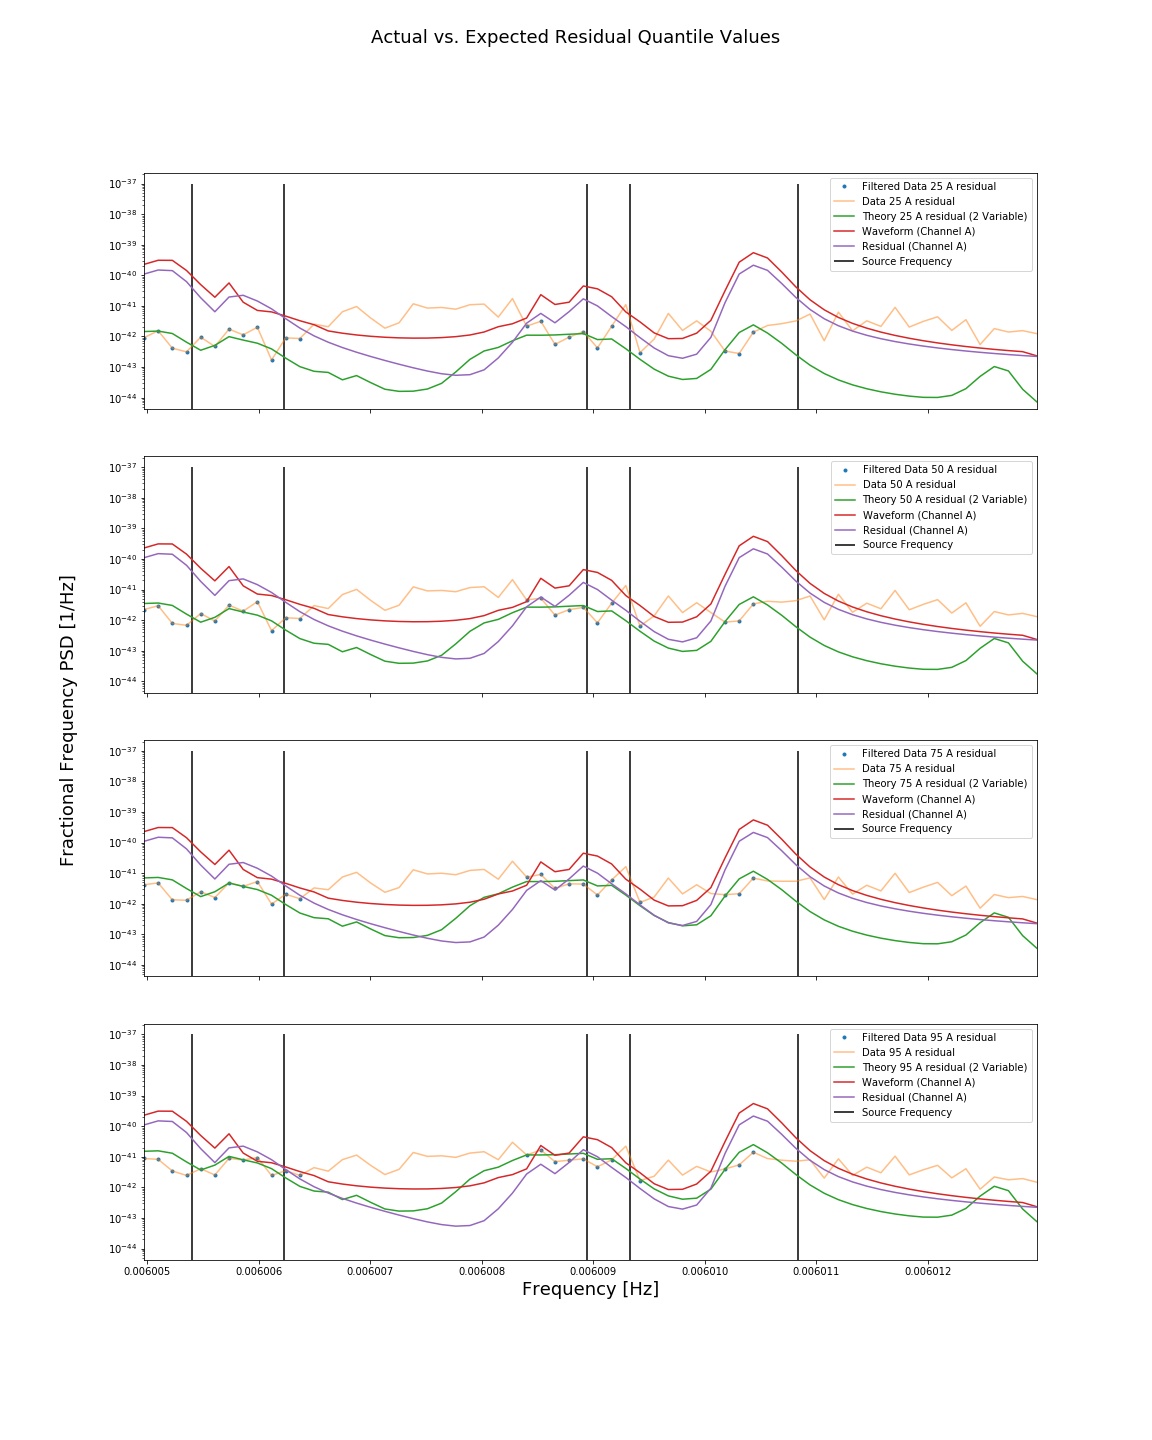 Actual vs. Expected Residual Quantile Values
Fractional Frequency PSD [1/Hz]
10⁻³⁷
10⁻³⁸
10⁻³⁹
10⁻⁴⁰
10⁻⁴¹
10⁻⁴²
10⁻⁴³
10⁻⁴⁴
Filtered Data 25 A residual
Data 25 A residual
Theory 25 A residual (2 Variable)
Waveform (Channel A)
Residual (Channel A)
Source Frequency
10⁻³⁷
10⁻³⁸
10⁻³⁹
10⁻⁴⁰
10⁻⁴¹
10⁻⁴²
10⁻⁴³
10⁻⁴⁴
Filtered Data 50 A residual
Data 50 A residual
Theory 50 A residual (2 Variable)
Waveform (Channel A)
Residual (Channel A)
Source Frequency
10⁻³⁷
10⁻³⁸
10⁻³⁹
10⁻⁴⁰
10⁻⁴¹
10⁻⁴²
10⁻⁴³
10⁻⁴⁴
Filtered Data 75 A residual
Data 75 A residual
Theory 75 A residual (2 Variable)
Waveform (Channel A)
Residual (Channel A)
Source Frequency
10⁻³⁷
10⁻³⁸
10⁻³⁹
10⁻⁴⁰
10⁻⁴¹
10⁻⁴²
10⁻⁴³
10⁻⁴⁴
Filtered Data 95 A residual
Data 95 A residual
Theory 95 A residual (2 Variable)
Waveform (Channel A)
Residual (Channel A)
Source Frequency
0.006005 0.006006 0.006007 0.006008 0.006009 0.006010 0.006011 0.006012
Frequency [Hz]